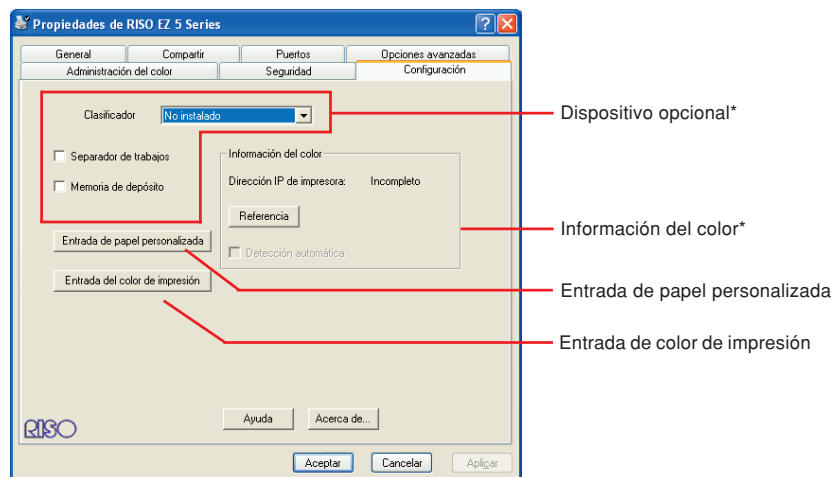 Propiedades de RISO EZ 5 Series
General Compartir Puertos Opciones avanzadas
Administración del color Seguridad Configuración
Clasificador No instalado
Dispositivo opcional*
Separador de trabajos
Memoria de depósito
Información del color
Dirección IP de impresora: Incompleto
Referencia
Detección automática
Información del color*
Entrada de papel personalizada
Entrada del color de impresión
Entrada de papel personalizada
Entrada de color de impresión
RISO
Ayuda Acerca de...
Aceptar Cancelar Aplicar